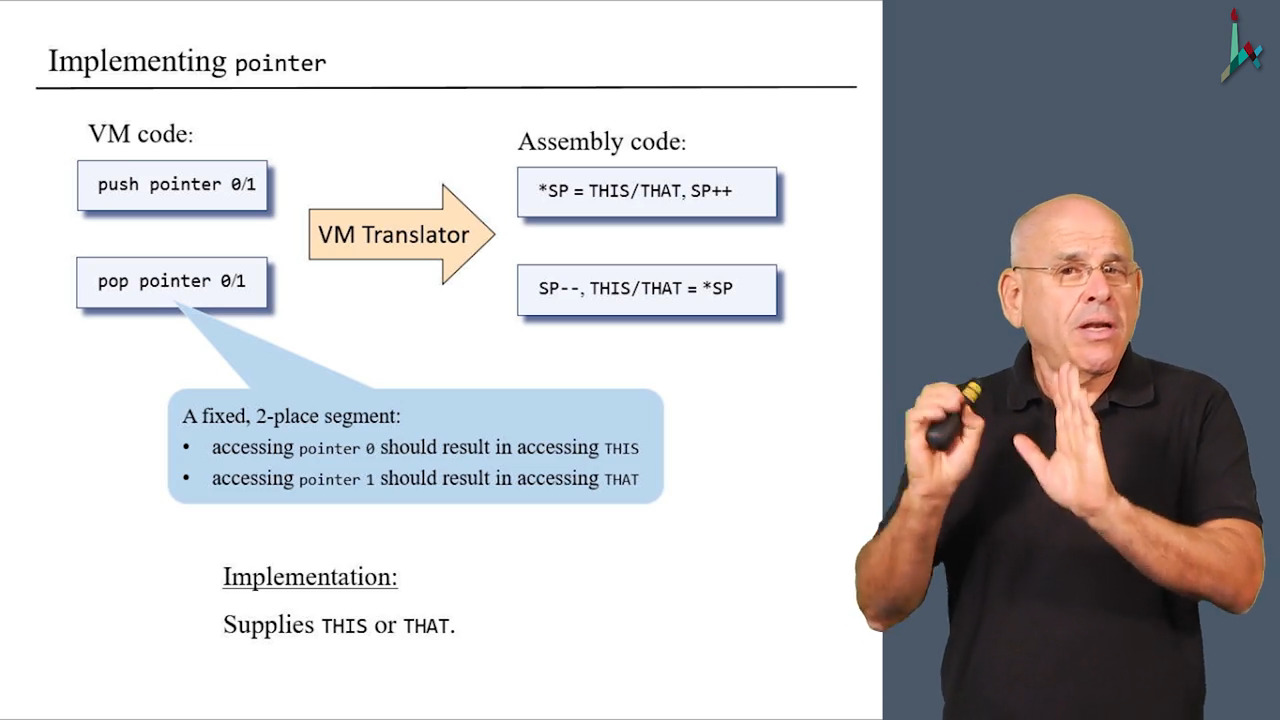 Implementing pointer
VM code:
Assembly code:
push pointer 0/1
*SP = THIS/THAT, SP++
VM Translator
pop pointer 0/1
SP--, THIS/THAT = *SP
A fixed, 2-place segment:
• accessing pointer 0 should result in accessing THIS
• accessing pointer 1 should result in accessing THAT
Implementation:
Supplies THIS or THAT.